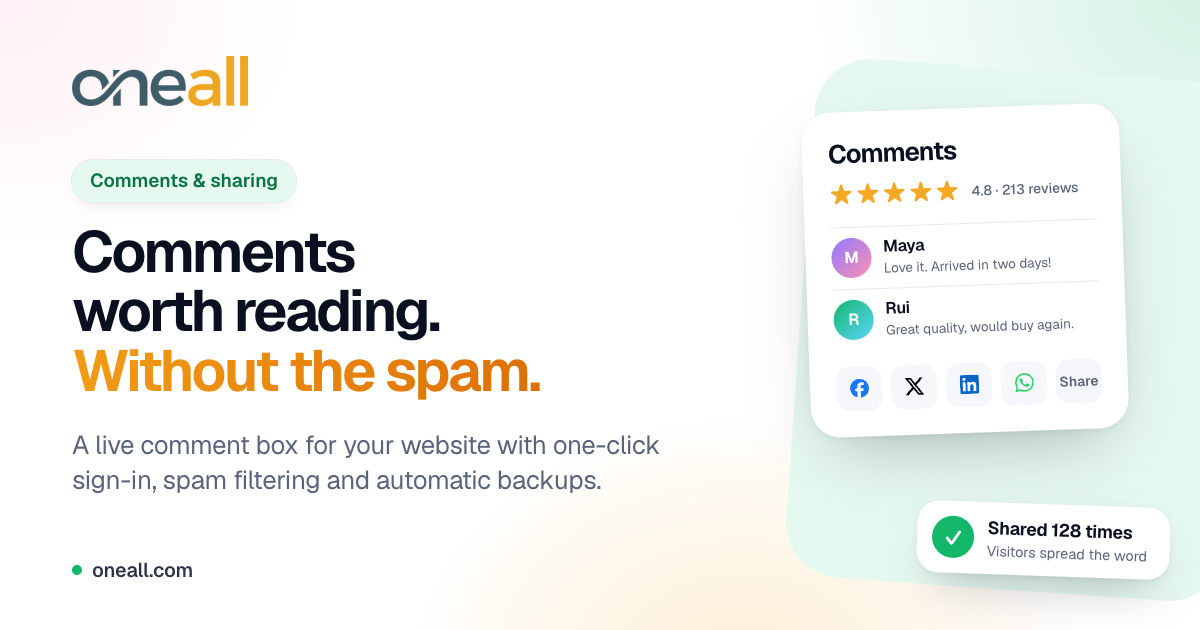 oneall
Comments & sharing
Comments
worth reading.
Without the spam.
A live comment box for your website with one-click
sign-in, spam filtering and automatic backups.
oneall.com
Comments
4.8 · 213 reviews
M
Maya
Love it. Arrived in two days!
R
Rui
Great quality, would buy again.
Share
Shared 128 times
Visitors spread the word